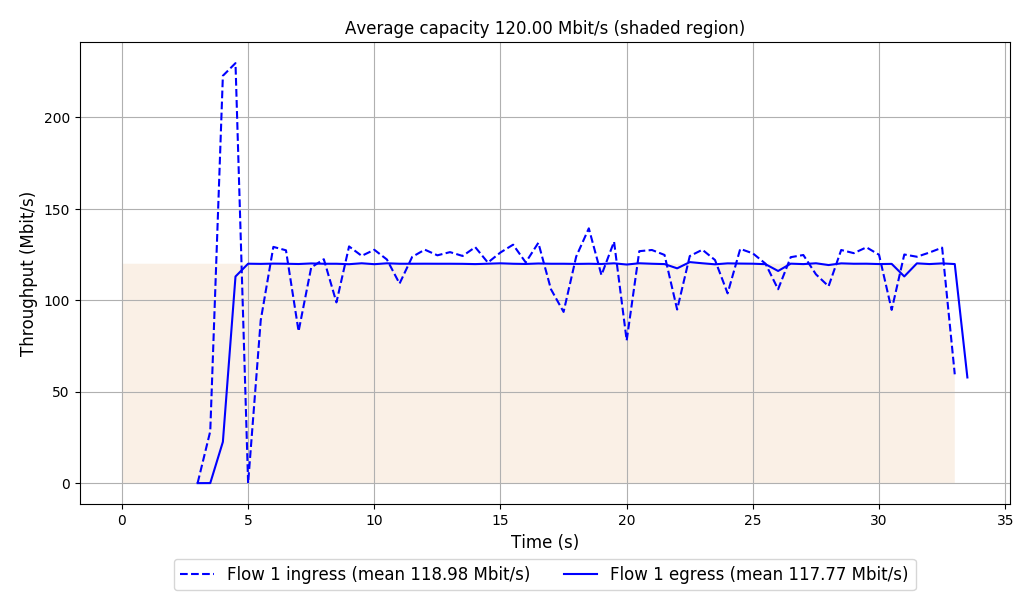 Average capacity 120.00 Mbit/s (shaded region)
Throughput (Mbit/s)
200
150
100
50
0
0 5 10 15 20 25 30 35
Time (s)
Flow 1 ingress (mean 118.98 Mbit/s) Flow 1 egress (mean 117.77 Mbit/s)